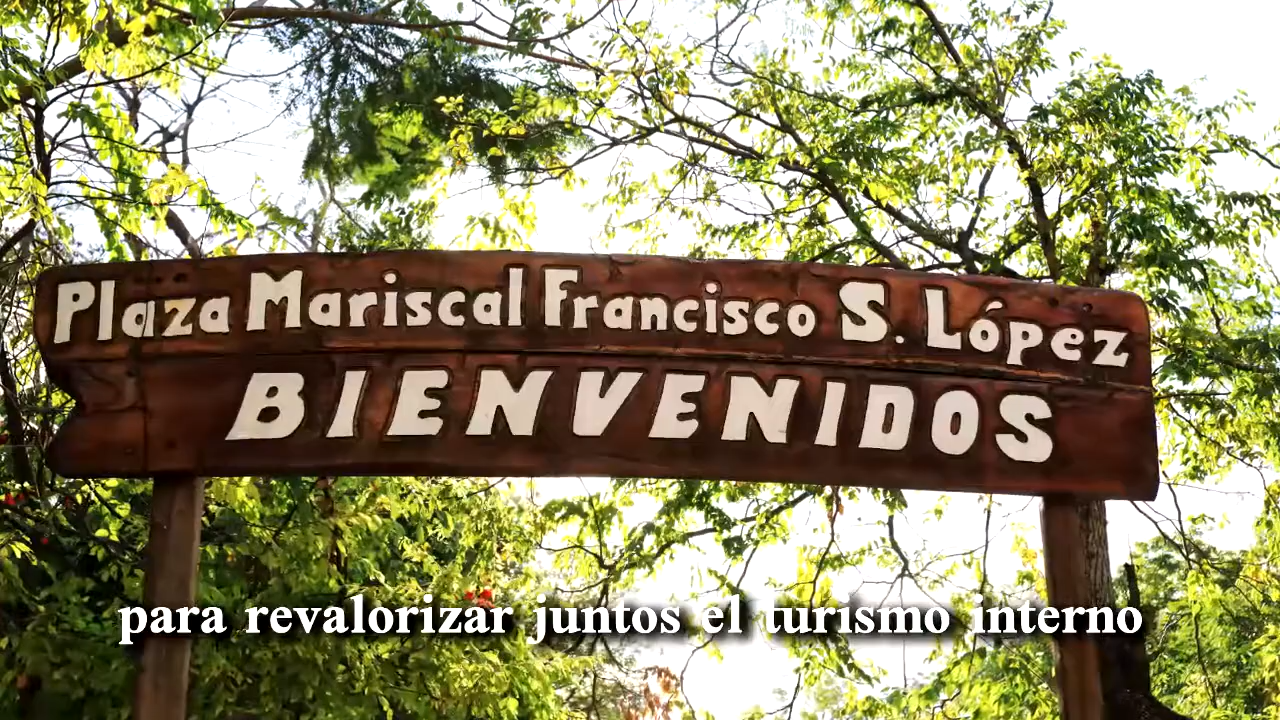 Plaza Mariscal Francisco S. López
BIENVENIDOS
para revalorizar juntos el turismo interno